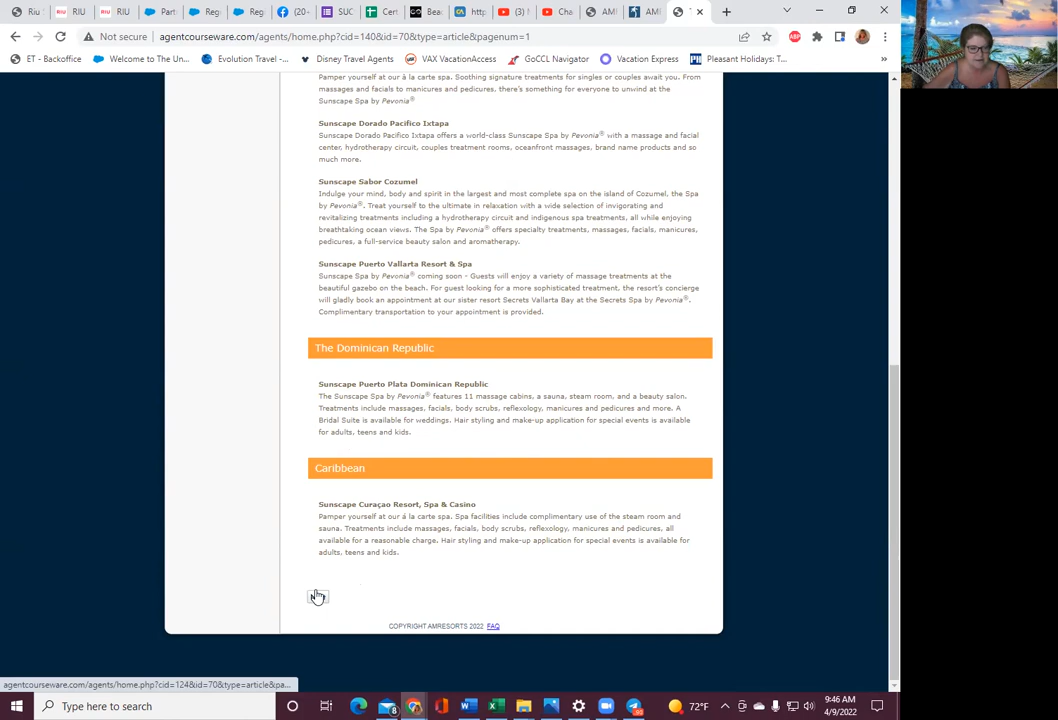 Riu
RIU
RIU
Part
Reg
Reg
(20
SUC
Cert
Bea
http
(3)
Cha
AM
AMI
T
Not secure
agentcourseware.com/agents/home.php?cid=140&id=70&type=article&pagenum=1
ET - Backoffice
Welcome to The Un...
Evolution Travel -...
Disney Travel Agents
VAX VacationAccess
GoCCL Navigator
Vacation Express
Pleasant Holidays: T...
Pamper yourself at our á la carte spa. Soothing signature treatments for singles or couples await you. From
massages and facials to manicures and pedicures, there's something for everyone to unwind at the
Sunscape Spa by Pevonia®
Sunscape Dorado Pacifico Ixtapa
Sunscape Dorado Pacifico Ixtapa offers a world-class Sunscape Spa by Pevonia® with a massage and facial
center, hydrotherapy circuit, couples treatment rooms, oceanfront massages, brand name products and so
much more.
Sunscape Sabor Cozumel
Indulge your mind, body and spirit in the largest and most complete spa on the island of Cozumel, the Spa
by Pevonia®. Treat yourself to the ultimate in relaxation with a wide selection of invigorating and
revitalizing treatments including a hydrotherapy circuit and indigenous spa treatments, all while enjoying
breathtaking ocean views. The Spa by Pevonia® offers specialty treatments, massages, facials, manicures,
pedicures, a full-service beauty salon and aromatherapy.
Sunscape Puerto Vallarta Resort & Spa
Sunscape Spa by Pevonia® coming soon - Guests will enjoy a variety of massage treatments at the
beautiful gazebo on the beach. For guest looking for a more sophisticated treatment, the resort's concierge
will gladly book an appointment at our sister resort Secrets Vallarta Bay at the Secrets Spa by Pevonia®.
Complimentary transportation to your appointment is provided.
The Dominican Republic
Sunscape Puerto Plata Dominican Republic
The Sunscape Spa by Pevonia® features 11 massage cabins, a sauna, steam room, and a beauty salon.
Treatments include massages, facials, body scrubs, reflexology, manicures and pedicures and more. A
Bridal Suite is available for weddings. Hair styling and make-up application for special events is available
for adults, teens and kids.
Caribbean
Sunscape Curaçao Resort, Spa & Casino
Pamper yourself at our á la carte spa. Spa facilities include complimentary use of the steam room and
sauna. Treatments include massages, facials, body scrubs, reflexology, manicures and pedicures, all
available for a reasonable charge. Hair styling and make-up application for special events is available for
adults, teens and kids.
COPYRIGHT AMRESORTS 2022 FAQ
agentcourseware.com/agents/home.php?cid=124&id=70&type=article&pa...
Type here to search
72°F
9:46 AM
4/9/2022